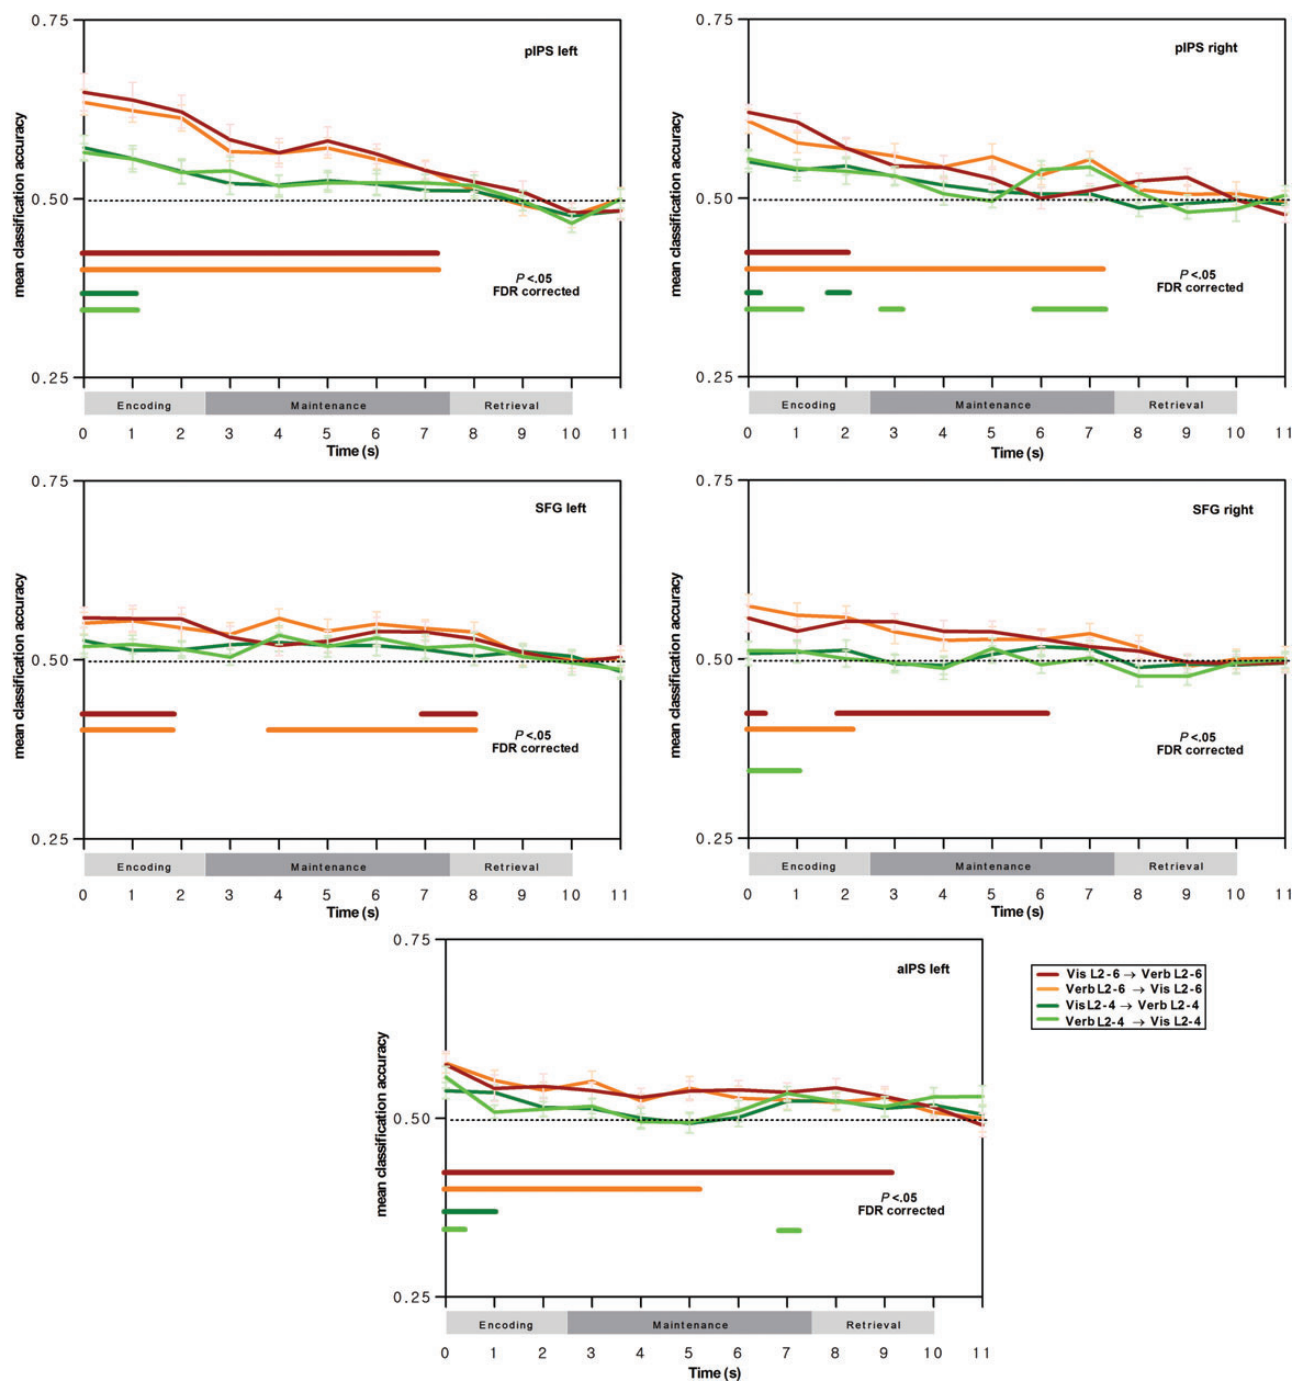 0.75
pIPS left
mean classification accuracy
0.50
P <.05
FDR corrected
0.25
Encoding Maintenance Retrieval
0 1 2 3 4 5 6 7 8 9 10 11
Time (s)
0.75
pIPS right
mean classification accuracy
0.50
P <.05
FDR corrected
0.25
Encoding Maintenance Retrieval
0 1 2 3 4 5 6 7 8 9 10 11
Time (s)
0.75
SFG left
mean classification accuracy
0.50
P <.05
FDR corrected
0.25
Encoding Maintenance Retrieval
0 1 2 3 4 5 6 7 8 9 10 11
Time (s)
0.75
SFG right
mean classification accuracy
0.50
P <.05
FDR corrected
0.25
Encoding Maintenance Retrieval
0 1 2 3 4 5 6 7 8 9 10 11
Time (s)
0.75
aIPS left
mean classification accuracy
0.50
P <.05
FDR corrected
0.25
Encoding Maintenance Retrieval
0 1 2 3 4 5 6 7 8 9 10 11
Time (s)
Vis L2-6 → Verb L2-6
Verb L2-6 → Vis L2-6
Vis L2-4 → Verb L2-4
Verb L2-4 → Vis L2-4